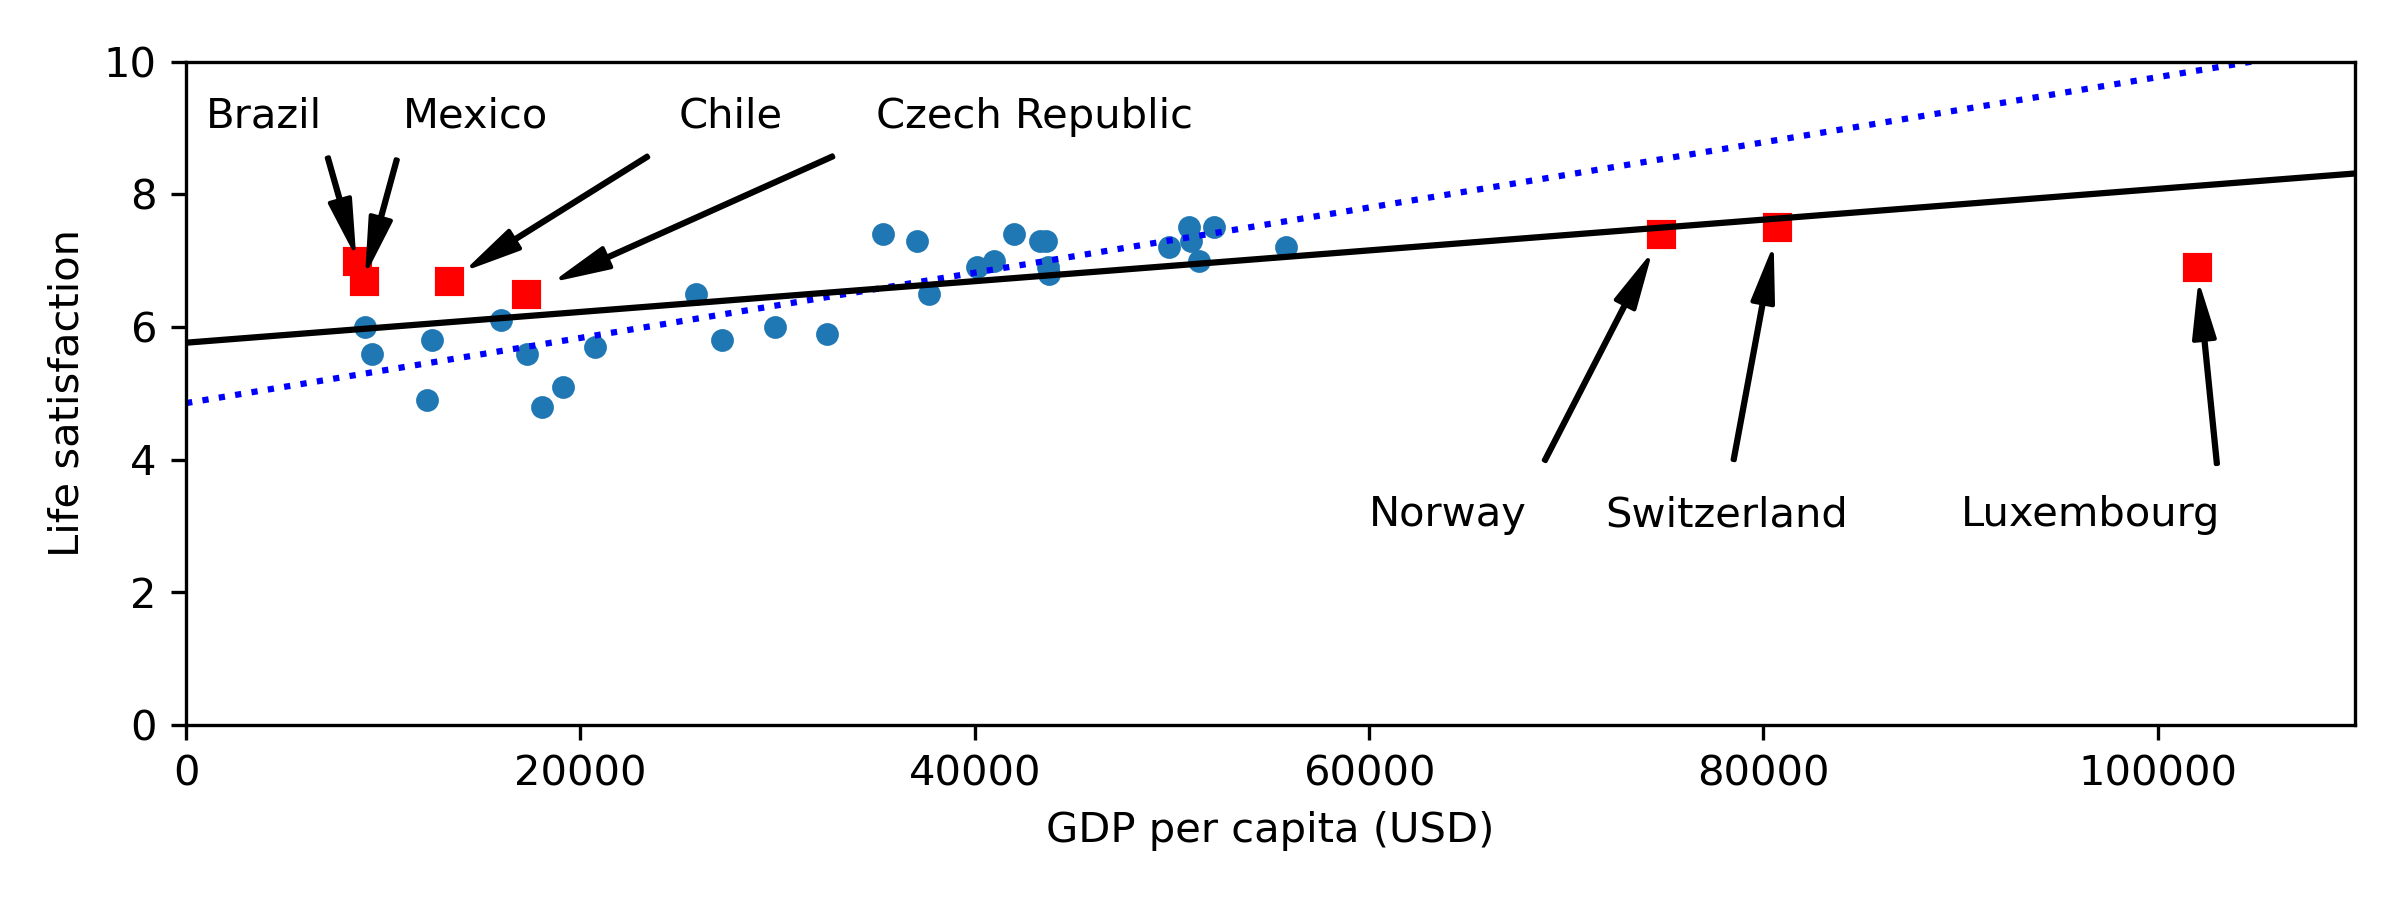 10
Brazil Mexico Chile Czech Republic
8
6
Life satisfaction
4
Norway Switzerland Luxembourg
2
0
0 20000 40000 60000 80000 100000
GDP per capita (USD)